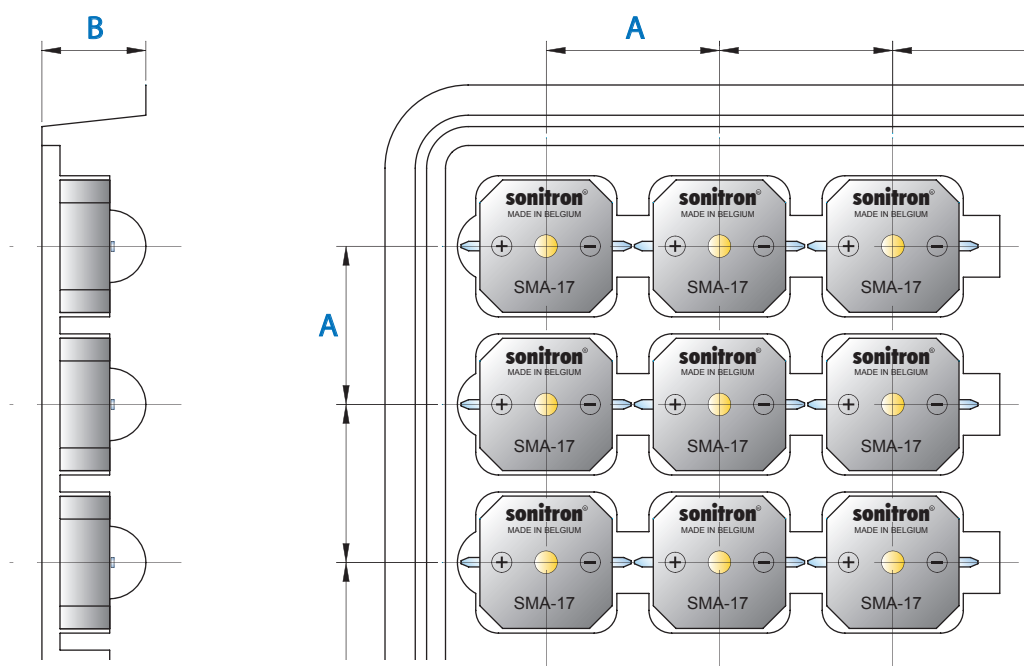 B
A
A
sonitron®
MADE IN BELGIUM
+ −
SMA-17
sonitron®
MADE IN BELGIUM
+ −
SMA-17
sonitron®
MADE IN BELGIUM
+ −
SMA-17
sonitron®
MADE IN BELGIUM
+ −
SMA-17
sonitron®
MADE IN BELGIUM
+ −
SMA-17
sonitron®
MADE IN BELGIUM
+ −
SMA-17
sonitron®
MADE IN BELGIUM
+ −
SMA-17
sonitron®
MADE IN BELGIUM
+ −
SMA-17
sonitron®
MADE IN BELGIUM
+ −
SMA-17